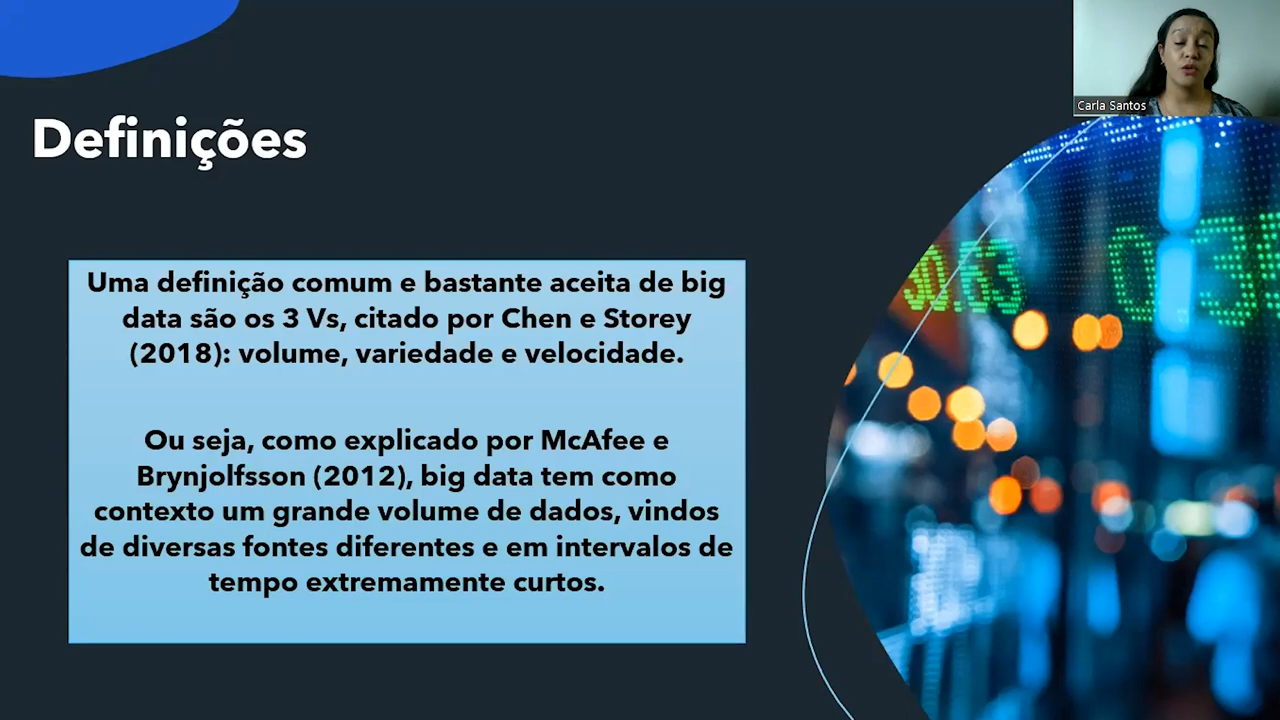 Carla Santos
Definições
Uma definição comum e bastante aceita de big
data são os 3 Vs, citado por Chen e Storey
(2018): volume, variedade e velocidade.
Ou seja, como explicado por McAfee e
Brynjolfsson (2012), big data tem como
contexto um grande volume de dados, vindos
de diversas fontes diferentes e em intervalos de
tempo extremamente curtos.
30.63